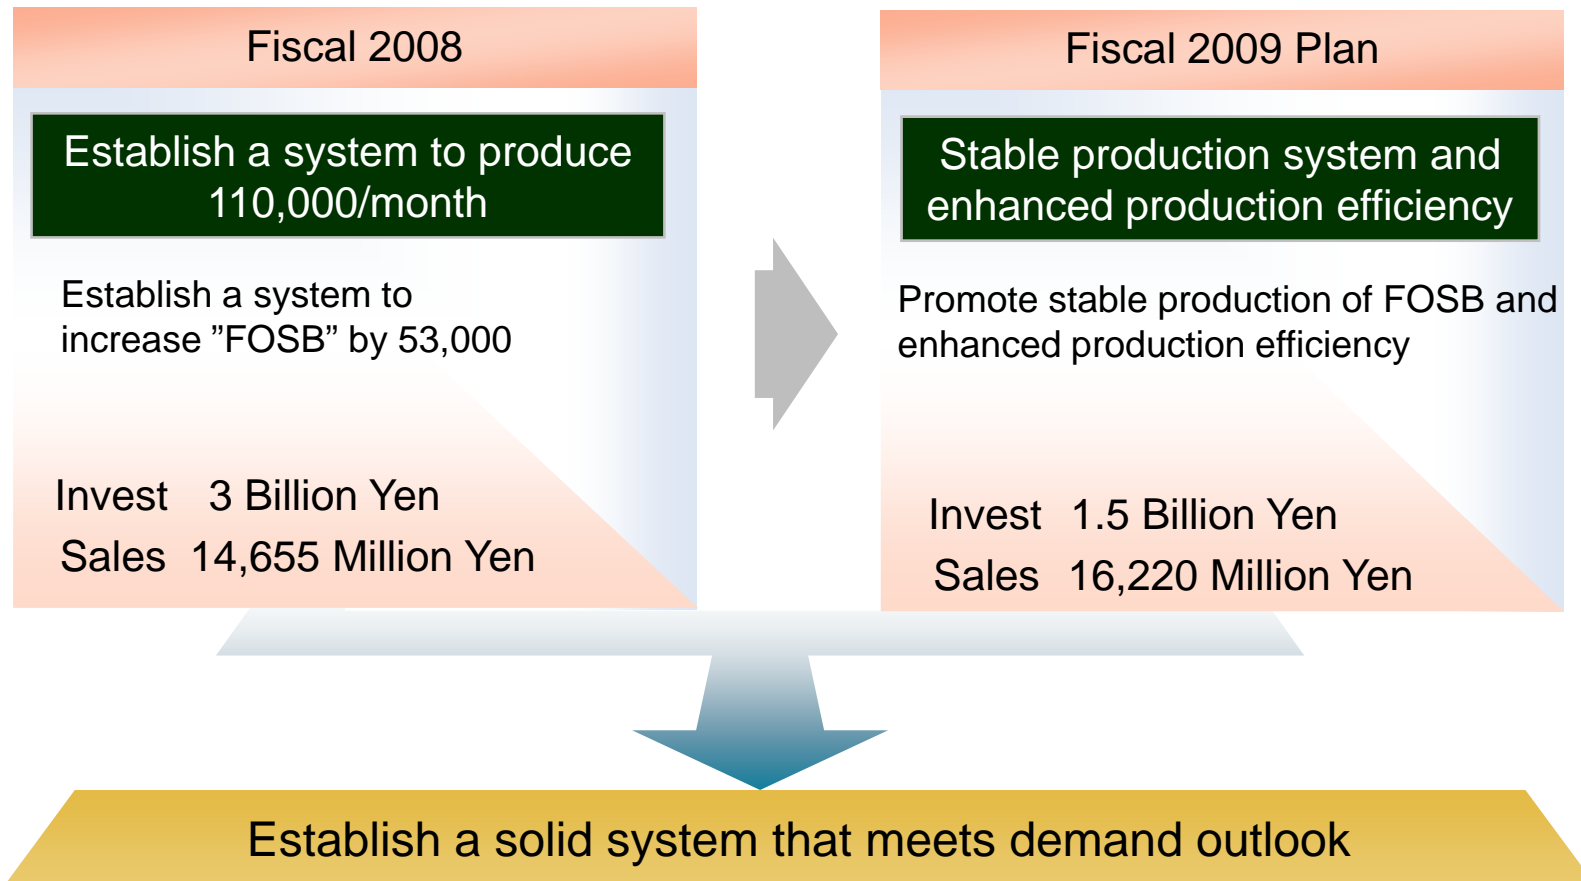 Fiscal 2008
Establish a system to produce
110,000/month
Establish a system to
increase ”FOSB” by 53,000
Invest 3 Billion Yen
Sales 14,655 Million Yen
Fiscal 2009 Plan
Stable production system and
enhanced production efficiency
Promote stable production of FOSB and
enhanced production efficiency
Invest 1.5 Billion Yen
Sales 16,220 Million Yen
Establish a solid system that meets demand outlook